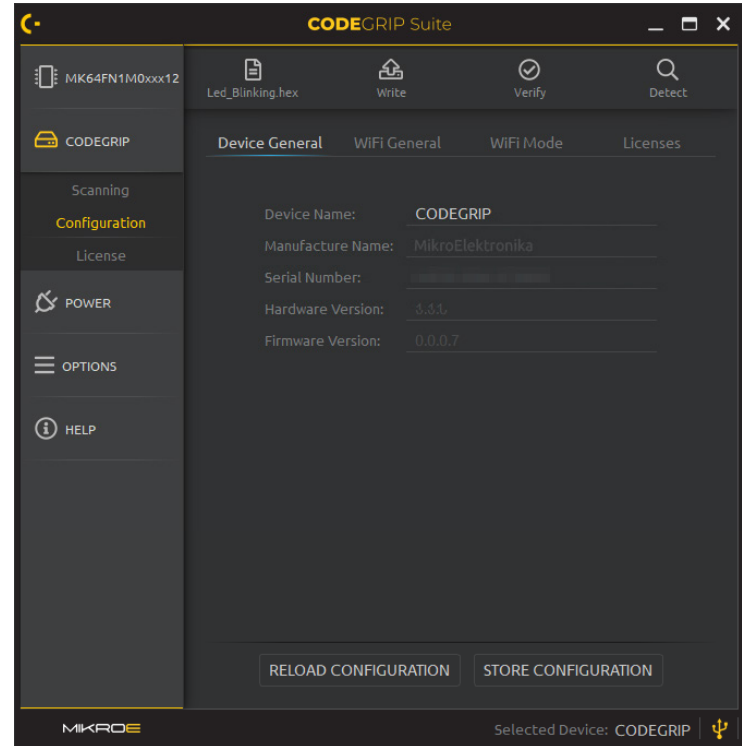 CODEGRIP Suite
MK64FN1M0xxx12
Led_Blinking.hex
Write
Verify
Detect
CODEGRIP
Scanning
Configuration
License
POWER
OPTIONS
HELP
Device General
WiFi General
WiFi Mode
Licenses
Device Name: CODEGRIP
Manufacture Name: MikroElektronika
Serial Number:
Hardware Version:
Firmware Version: 0.0.0.7
RELOAD CONFIGURATION
STORE CONFIGURATION
MIKROE
Selected Device: CODEGRIP